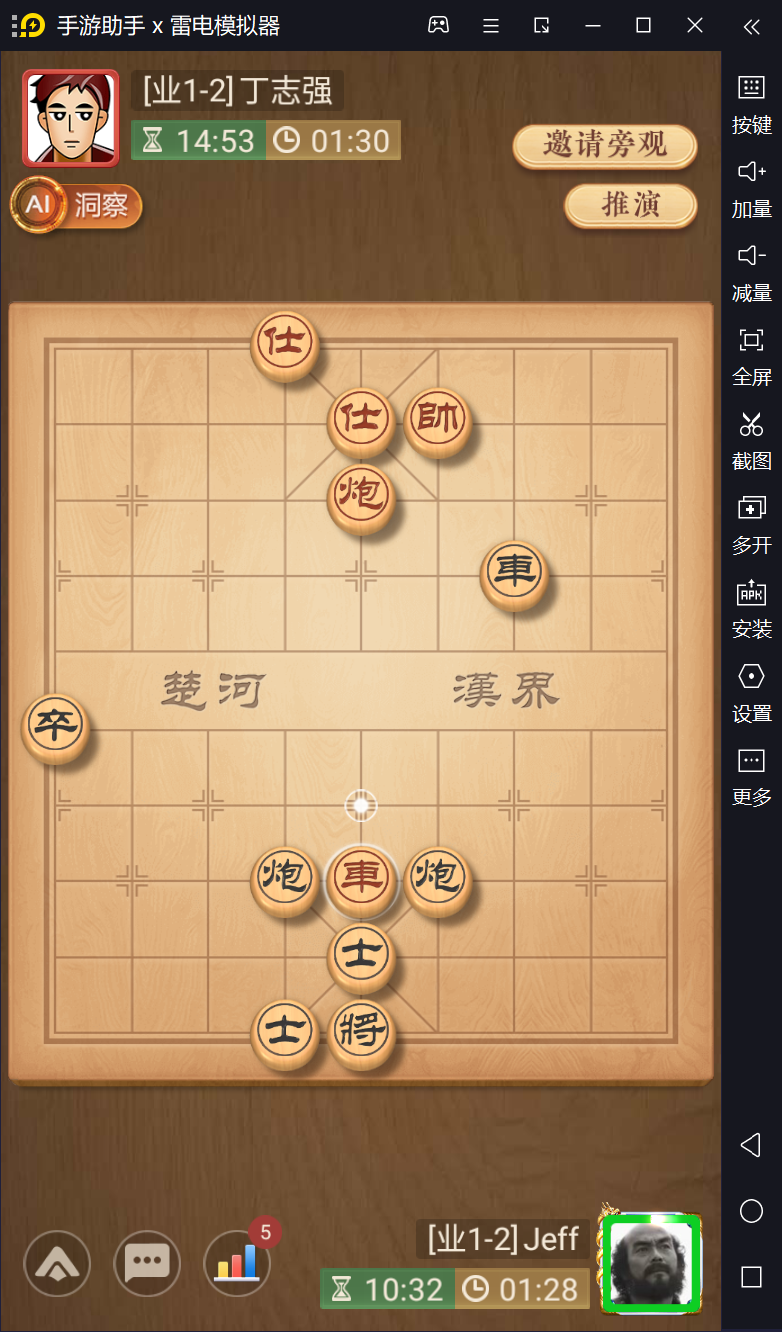 手游助手 x 雷电模拟器
[业1-2]丁志强
14:53 01:30
邀请旁观
AI 洞察
推演
按键
加量
减量
全屏
截图
多开
APK
安装
设置
更多
仕
仕 帥
炮
車
楚河 漢界
卒
炮 車 炮
士
士 將
5
[业1-2]Jeff
10:32 01:28